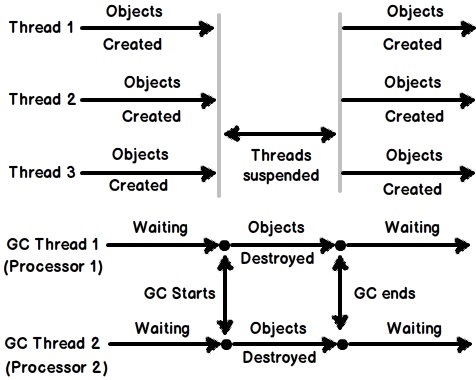 Objects
Objects
Thread 1
Created
Created
Objects
Objects
Thread 2
Created
Created
Objects
Threads
Objects
Thread 3
suspended
Created
Created
Waiting
Objects
Waiting
GC Thread 1
Destroyed
(Processor 1)
GC Starts
GC ends
Waiting
Objects
Waiting
GC Thread 2
Destroyed
(Processor 2)